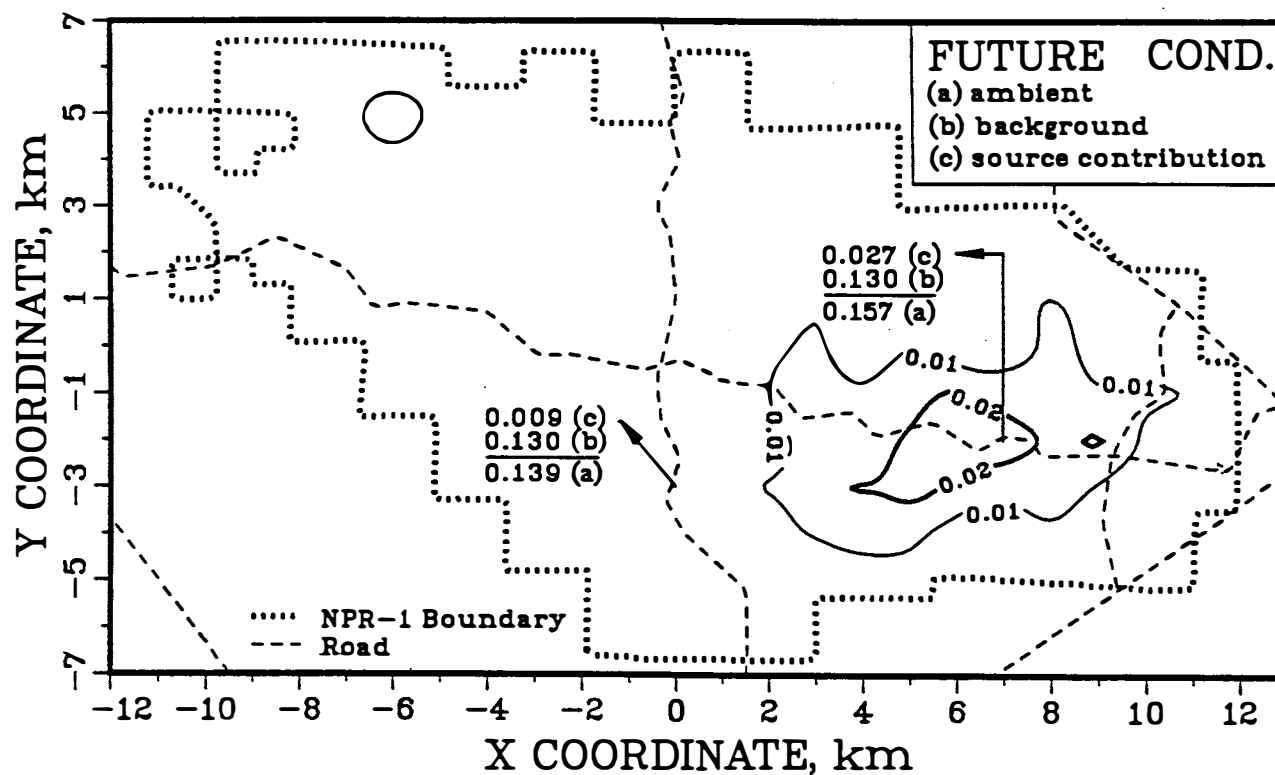 FUTURE COND.
(a) ambient
(b) background
(c) source contribution
7
5
3
1
-1
-3
-5
-7
Y COORDINATE, km
0.027 (c)
0.130 (b)
0.157 (a)
0.01
0.01
0.02
0.01
0.02
0.01
0.009 (c)
0.130 (b)
0.139 (a)
NPR-1 Boundary
Road
-12 -10 -8 -6 -4 -2 0 2 4 6 8 10 12
X COORDINATE, km